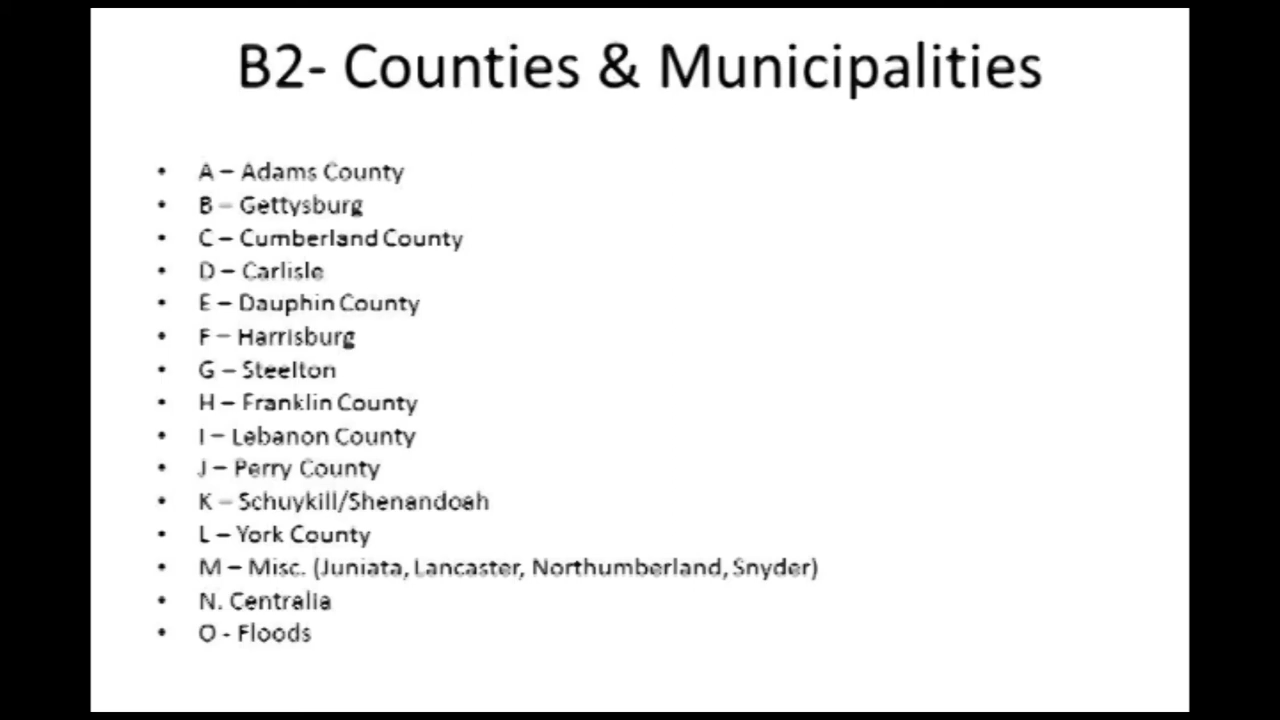 B2- Counties & Municipalities
• A – Adams County
• B – Gettysburg
• C – Cumberland County
• D – Carlisle
• E – Dauphin County
• F – Harrisburg
• G – Steelton
• H – Franklin County
• I – Lebanon County
• J – Perry County
• K – Schuykill/Shenandoah
• L – York County
• M – Misc. (Juniata, Lancaster, Northumberland, Snyder)
• N. Centralia
• O - Floods